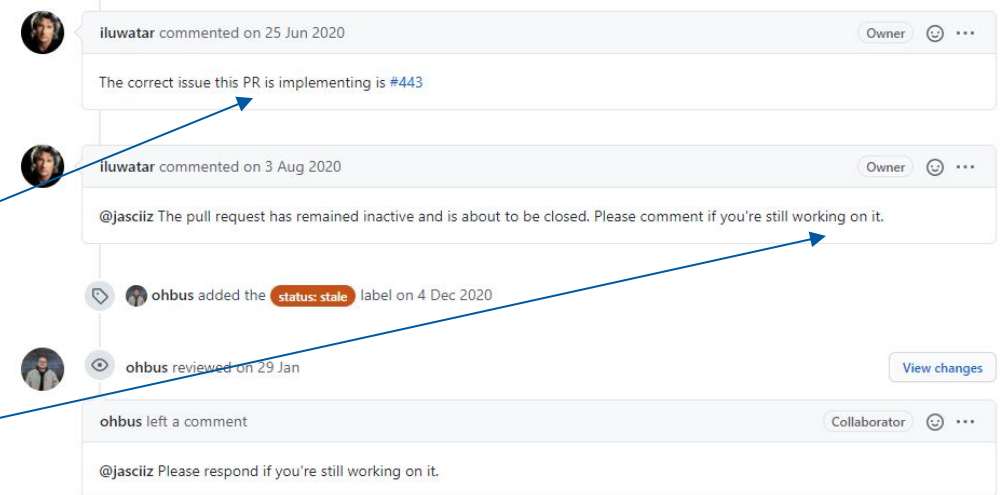 iluwatar commented on 25 Jun 2020 Owner
The correct issue this PR is implementing is #443
iluwatar commented on 3 Aug 2020 Owner
@jasciiz The pull request has remained inactive and is about to be closed. Please comment if you're still working on it.
ohbus added the status: stale label on 4 Dec 2020
ohbus reviewed on 29 Jan View changes
ohbus left a comment Collaborator
@jasciiz Please respond if you're still working on it.